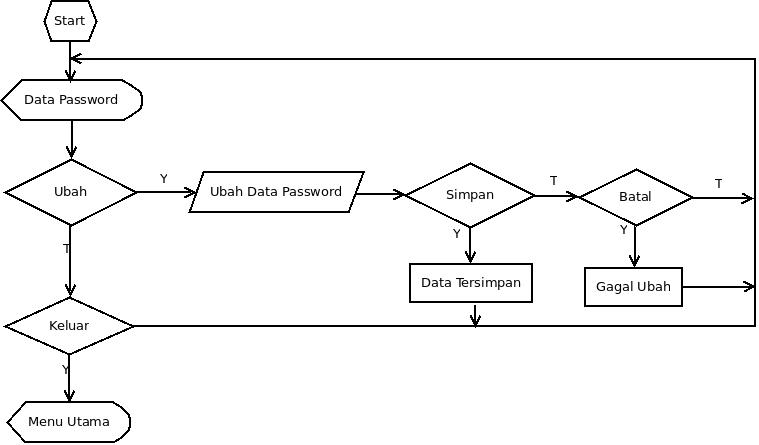 Start
Data Password
Ubah
Y
Ubah Data Password
Simpan
T
Batal
T
Y
Y
T
Data Tersimpan
Gagal Ubah
Keluar
Y
Menu Utama